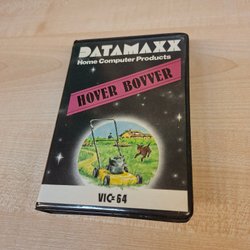 DATAMAXX
Home Computer Products
HOVER BOVVER
VIC-64